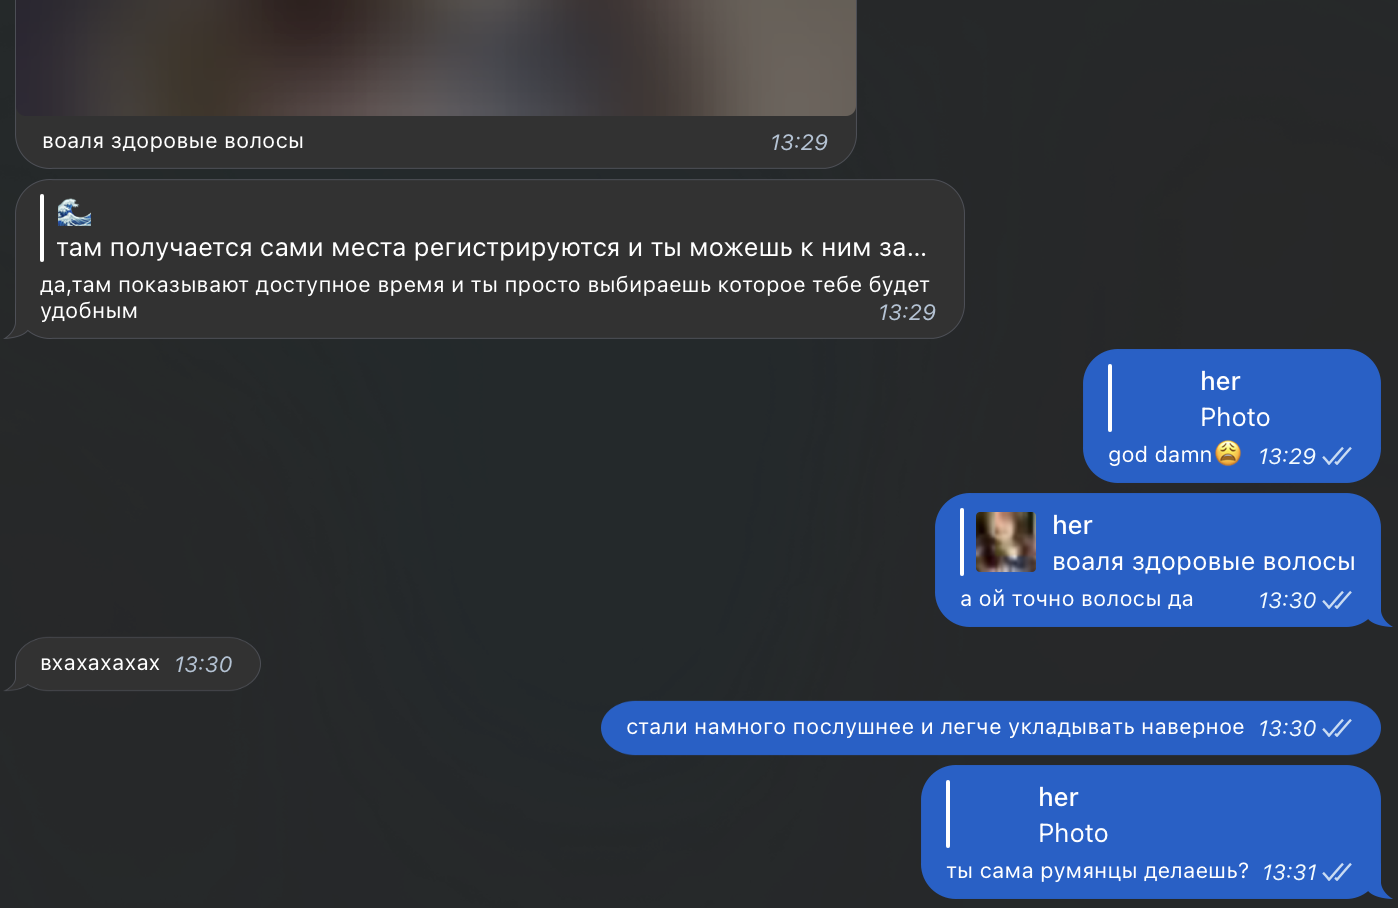 воаля здоровые волосы 13:29
🌊
там получается сами места регистрируются и ты можешь к ним за...
да,там показывают доступное время и ты просто выбираешь которое тебе будет
удобным 13:29
her
Photo
god damn😩 13:29
her
воаля здоровые волосы
а ой точно волосы да 13:30
вхахахахах 13:30
стали намного послушнее и легче укладывать наверное 13:30
her
Photo
ты сама румянцы делаешь? 13:31